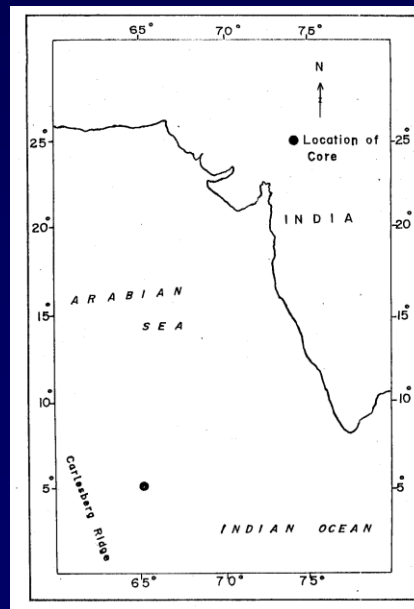 65° 70° 75°
N
Location of
Core
25° 25°
INDIA
20° 20°
ARABIAN
SEA
15° 15°
10° 10°
Carlesberg Ridge
5° 5°
INDIAN OCEAN
65° 70° 75°